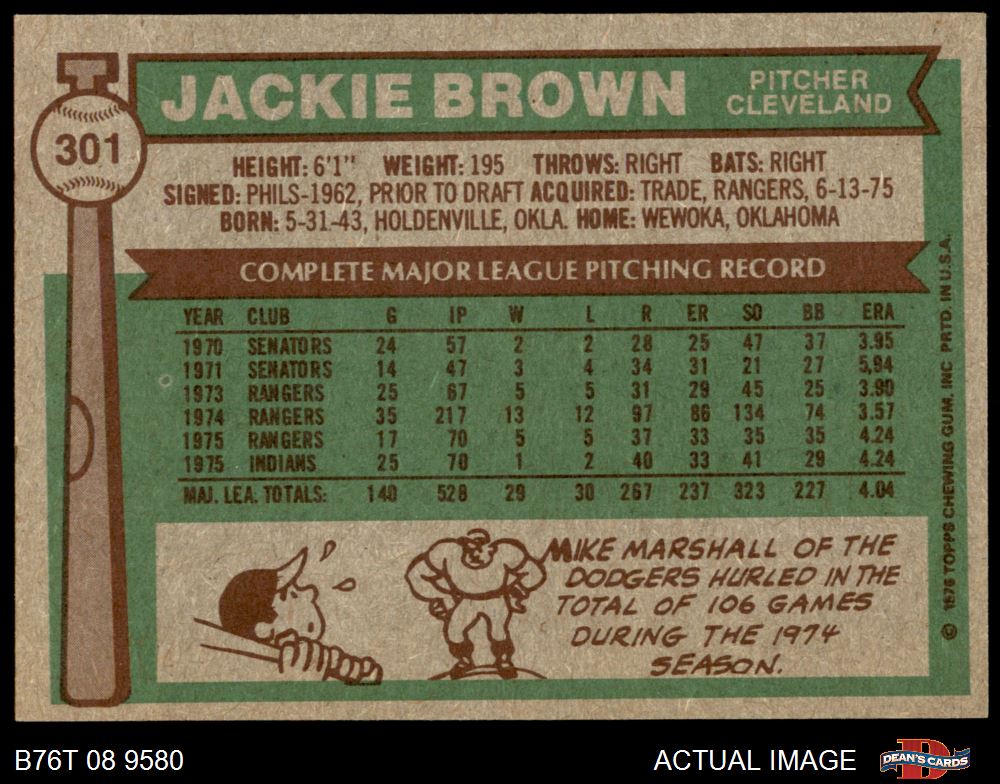 JACKIE BROWN
PITCHER
CLEVELAND
301
HEIGHT: 6'1" WEIGHT: 195 THROWS: RIGHT BATS: RIGHT
SIGNED: PHILS-1962, PRIOR TO DRAFT ACQUIRED: TRADE, RANGERS, 6-13-75
BORN: 5-31-43, HOLDENVILLE, OKLA. HOME: WEWOKA, OKLAHOMA
COMPLETE MAJOR LEAGUE PITCHING RECORD
YEAR CLUB G IP W L R ER SO BB ERA
1970 SENATORS 24 57 2 2 28 25 47 37 3.95
1971 SENATORS 14 47 3 4 34 31 21 27 5.94
1973 RANGERS 25 67 5 5 31 29 45 25 3.90
1974 RANGERS 35 217 13 12 97 86 134 74 3.57
1975 RANGERS 17 70 5 5 37 33 35 35 4.24
1975 INDIANS 25 70 1 2 40 33 41 29 4.24
MAJ. LEA. TOTALS: 140 528 29 30 267 237 323 227 4.04
MIKE MARSHALL OF THE
DODGERS HURLED IN THE
TOTAL OF 106 GAMES
DURING THE 1974
SEASON.
© 1976 TOPPS CHEWING GUM. INC PRTD. IN U.S.A.
B76T 08 9580
ACTUAL IMAGE
DEAN'S CARDS